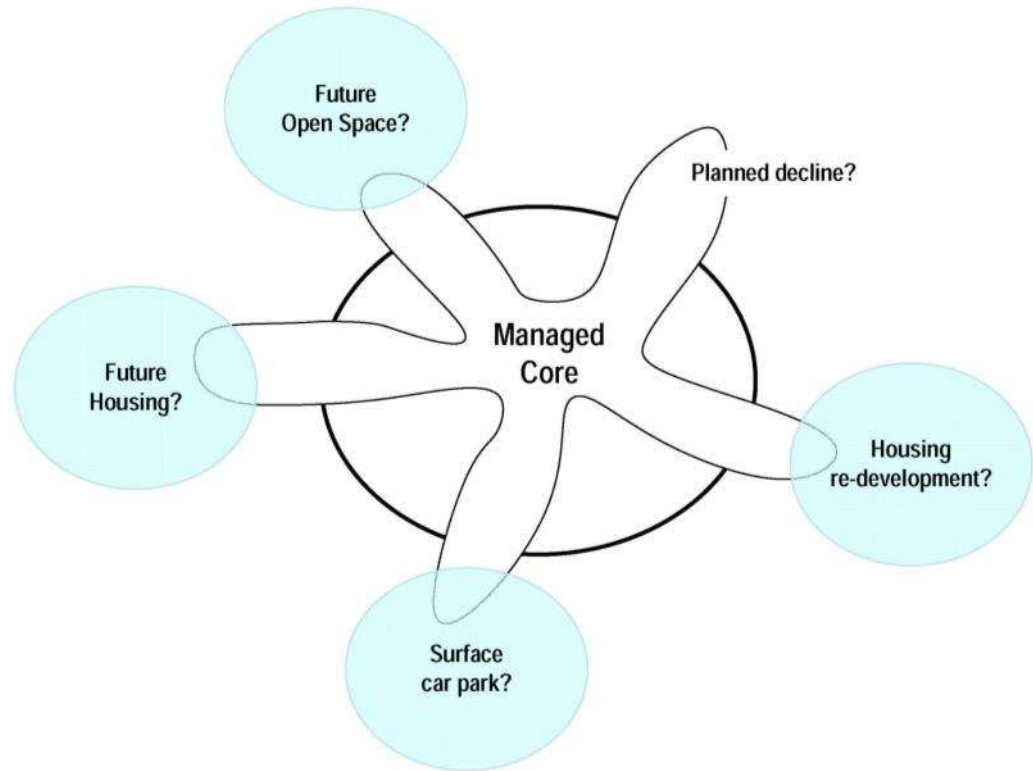 Future
Open Space?
Planned decline?
Managed
Core
Future
Housing?
Housing
re-development?
Surface
car park?